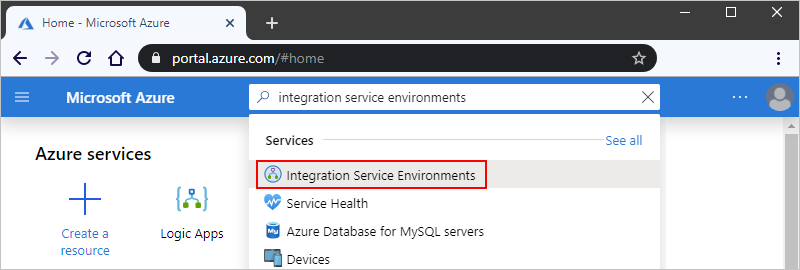 Home - Microsoft Azure
portal.azure.com/#home
Microsoft Azure
integration service environments
Services
See all
Azure services
Integration Service Environments
Service Health
Create a
resource
Logic Apps
Azure Database for MySQL servers
My
Devices